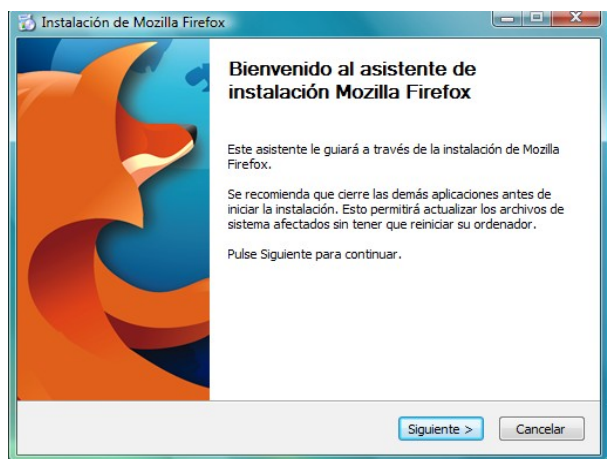 Instalación de Mozilla Firefox
Bienvenido al asistente de
instalación Mozilla Firefox
Este asistente le guiará a través de la instalación de Mozilla
Firefox.
Se recomienda que cierre las demás aplicaciones antes de
iniciar la instalación. Esto permitirá actualizar los archivos de
sistema afectados sin tener que reiniciar su ordenador.
Pulse Siguiente para continuar.
Siguiente >
Cancelar